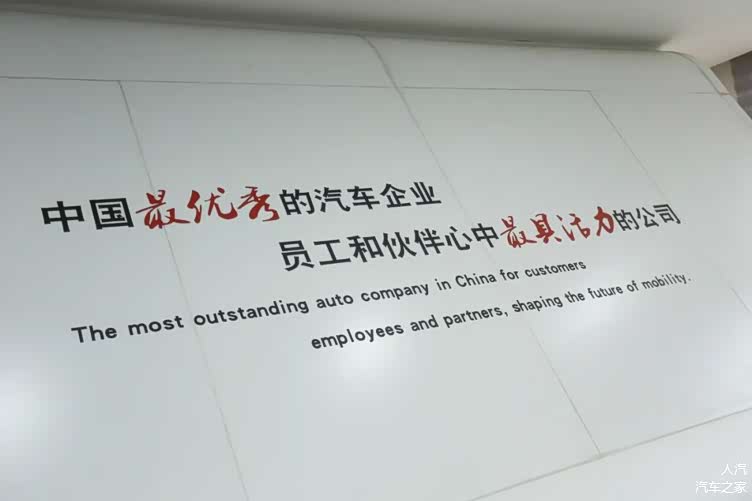 中国最优秀的汽车企业
员工和伙伴心中最具活力的公司
The most outstanding auto company in China for customers
employees and partners, shaping the future of mobility.
人汽
汽车之家